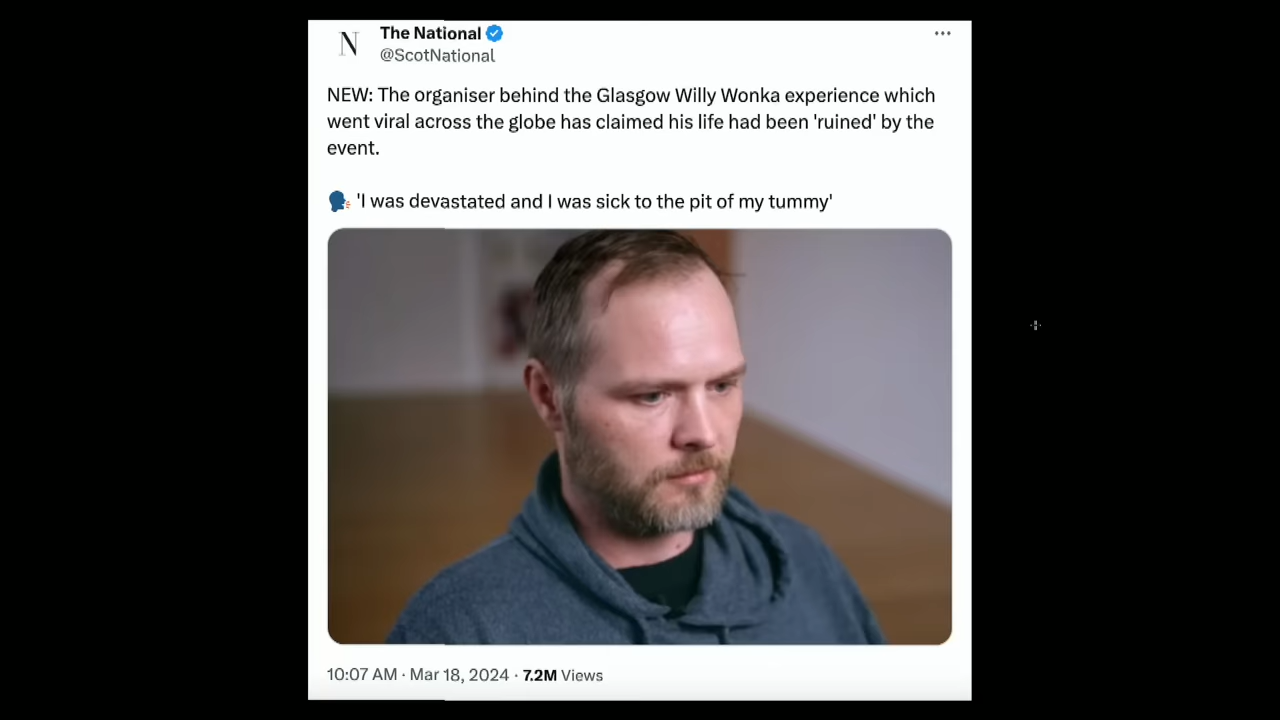 N
The National
@ScotNational
NEW: The organiser behind the Glasgow Willy Wonka experience which
went viral across the globe has claimed his life had been 'ruined' by the
event.
🗣 'I was devastated and I was sick to the pit of my tummy'
10:07 AM · Mar 18, 2024 · 7.2M Views